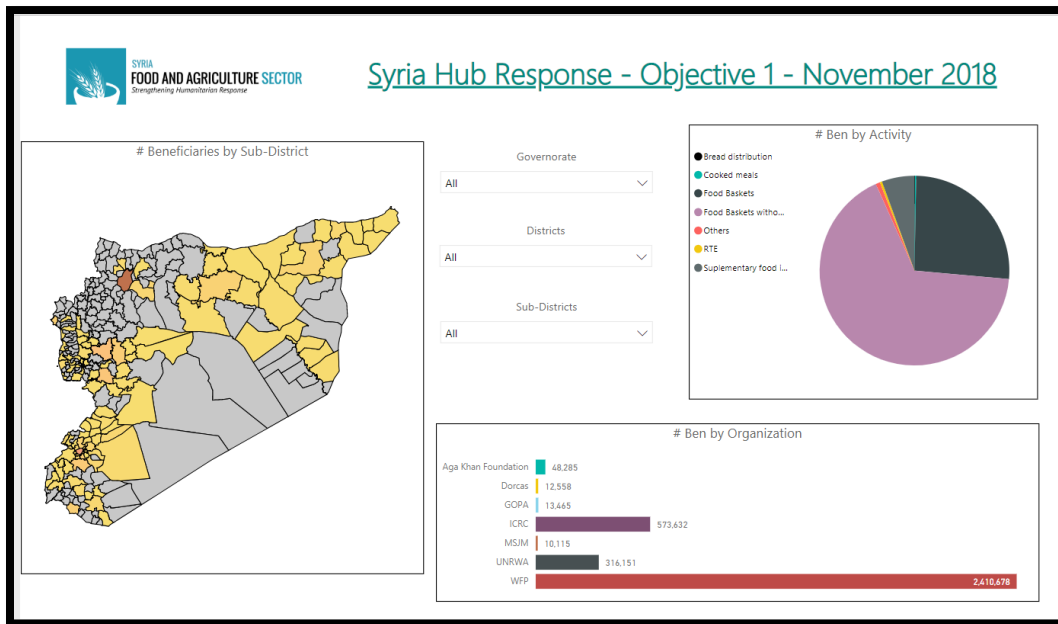 SYRIA
FOOD AND AGRICULTURE SECTOR
Strengthening Humanitarian Response
Syria Hub Response - Objective 1 - November 2018
# Beneficiaries by Sub-District
Governorate
All
Districts
All
Sub-Districts
All
# Ben by Activity
Bread distribution
Cooked meals
Food Baskets
Food Baskets witho...
Others
RTE
Suplementary food i...
# Ben by Organization
Aga Khan Foundation 48,285
Dorcas 12,558
GOPA 13,465
ICRC 573,632
MSJM 10,115
UNRWA 316,151
WFP 2,410,678